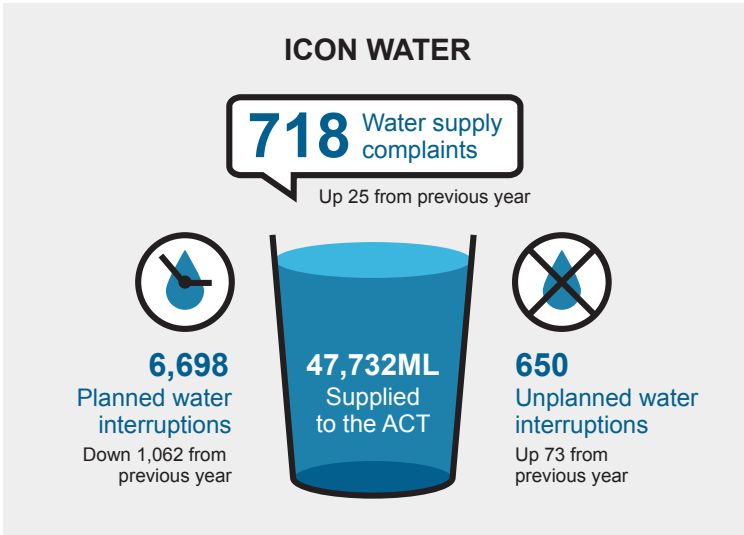 ICON WATER
718 Water supply
complaints
Up 25 from previous year
6,698
Planned water
interruptions
Down 1,062 from
previous year
47,732ML
Supplied
to the ACT
650
Unplanned water
interruptions
Up 73 from
previous year